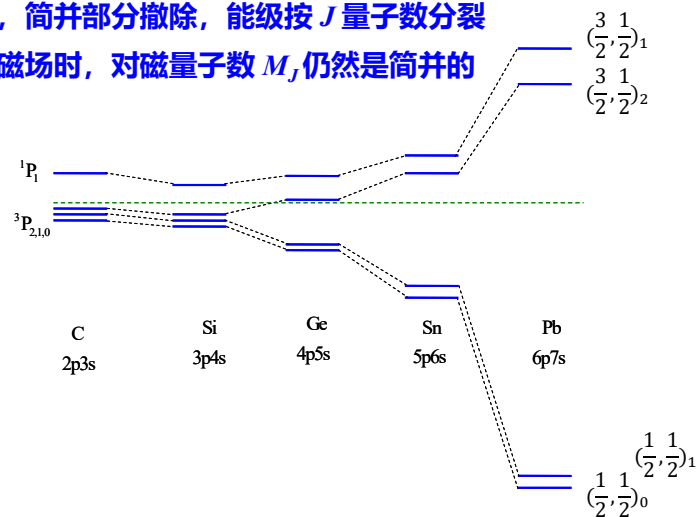 ，简并部分撤除，能级按 J 量子数分裂
磁场时，对磁量子数 M_J 仍然是简并的
(3/2,1/2)₁
(3/2,1/2)₂
¹P₁
³P₂,₁,₀
C Si Ge Sn Pb
2p3s 3p4s 4p5s 5p6s 6p7s
(1/2,1/2)₁
(1/2,1/2)₀